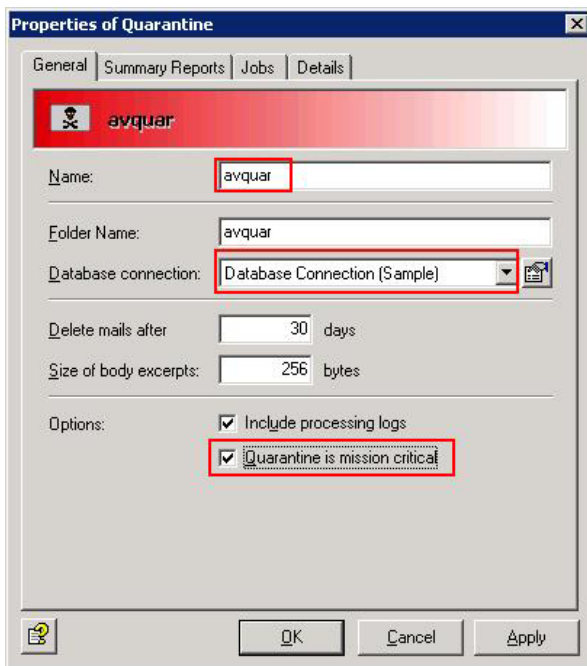 Properties of Quarantine
General Summary Reports Jobs Details
avquar
Name: avquar
Folder Name: avquar
Database connection: Database Connection (Sample)
Delete mails after 30 days
Size of body excerpts: 256 bytes
Options: Include processing logs
Quarantine is mission critical
OK Cancel Apply